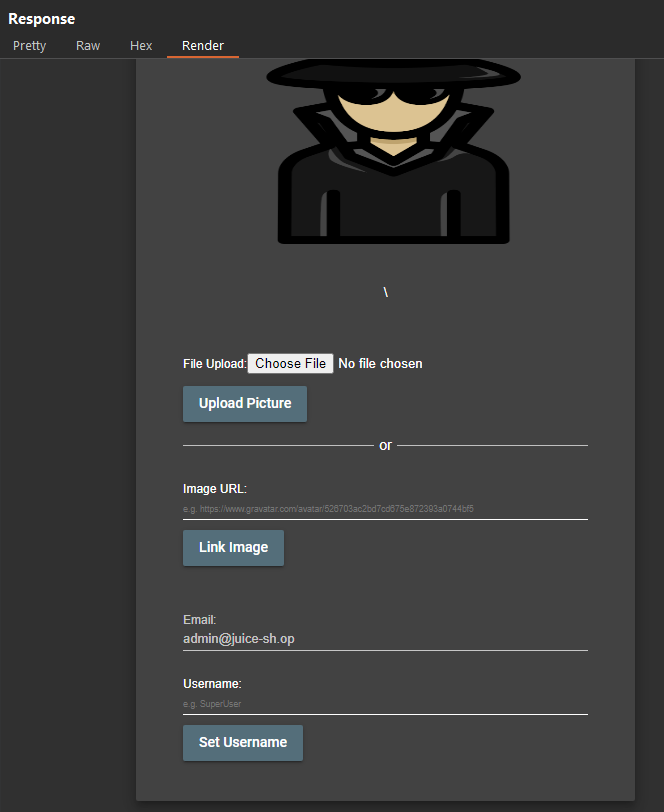 Response
Pretty Raw Hex Render
\
File Upload: Choose File No file chosen
Upload Picture
or
Image URL:
e.g. https://www.gravatar.com/avatar/526703ac2bd7cd675e872393a0744bf5
Link Image
Email:
admin@juice-sh.op
Username:
e.g. SuperUser
Set Username